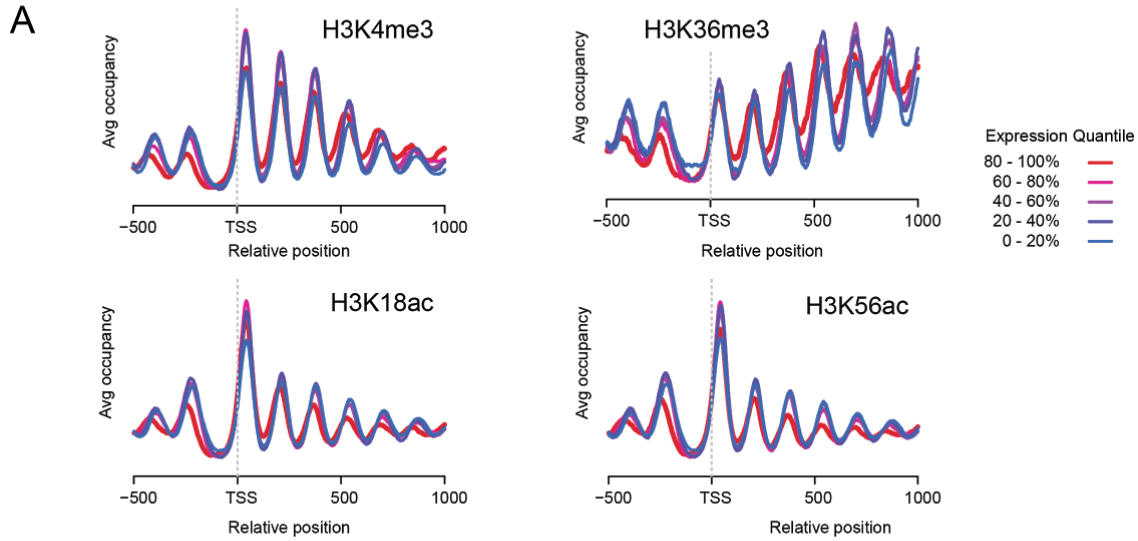 A
H3K4me3
Avg occupancy
−500 TSS 500 1000
Relative position
H3K36me3
Avg occupancy
−500 TSS 500 1000
Relative position
Expression Quantile
80 - 100%
60 - 80%
40 - 60%
20 - 40%
0 - 20%
H3K18ac
Avg occupancy
−500 TSS 500 1000
Relative position
H3K56ac
Avg occupancy
−500 TSS 500 1000
Relative position